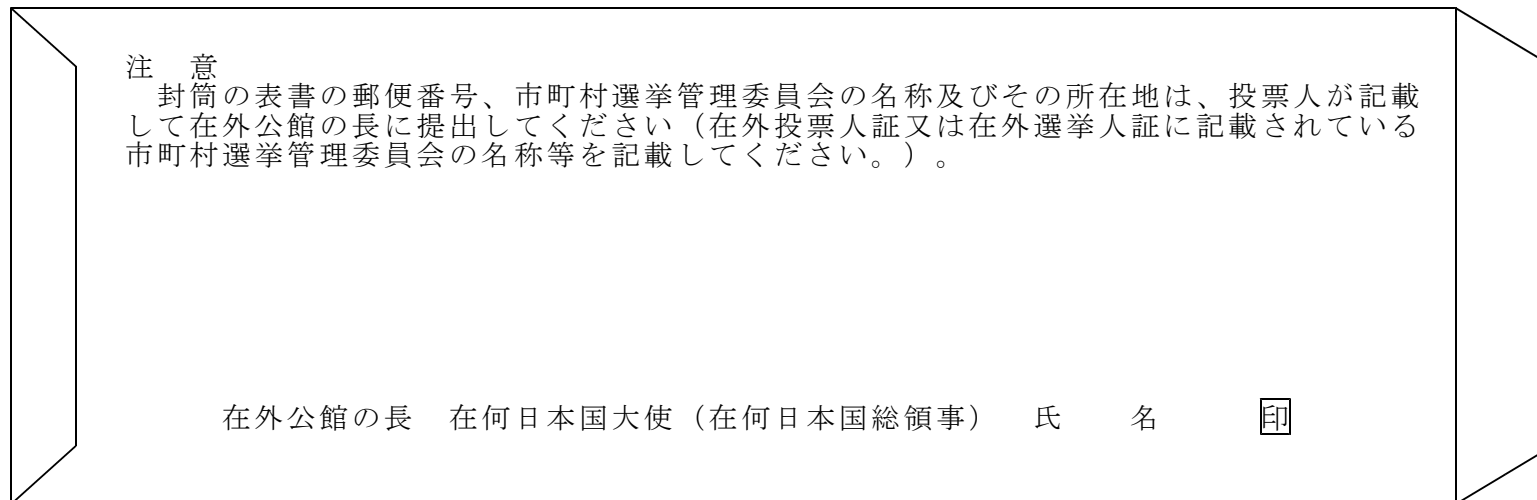 注　意
　封筒の表書の郵便番号、市町村選挙管理委員会の名称及びその所在地は、投票人が記載
して在外公館の長に提出してください（在外投票人証又は在外選挙人証に記載されている
市町村選挙管理委員会の名称等を記載してください。）。
在外公館の長　在何日本国大使（在何日本国総領事）　氏　　名　　　印